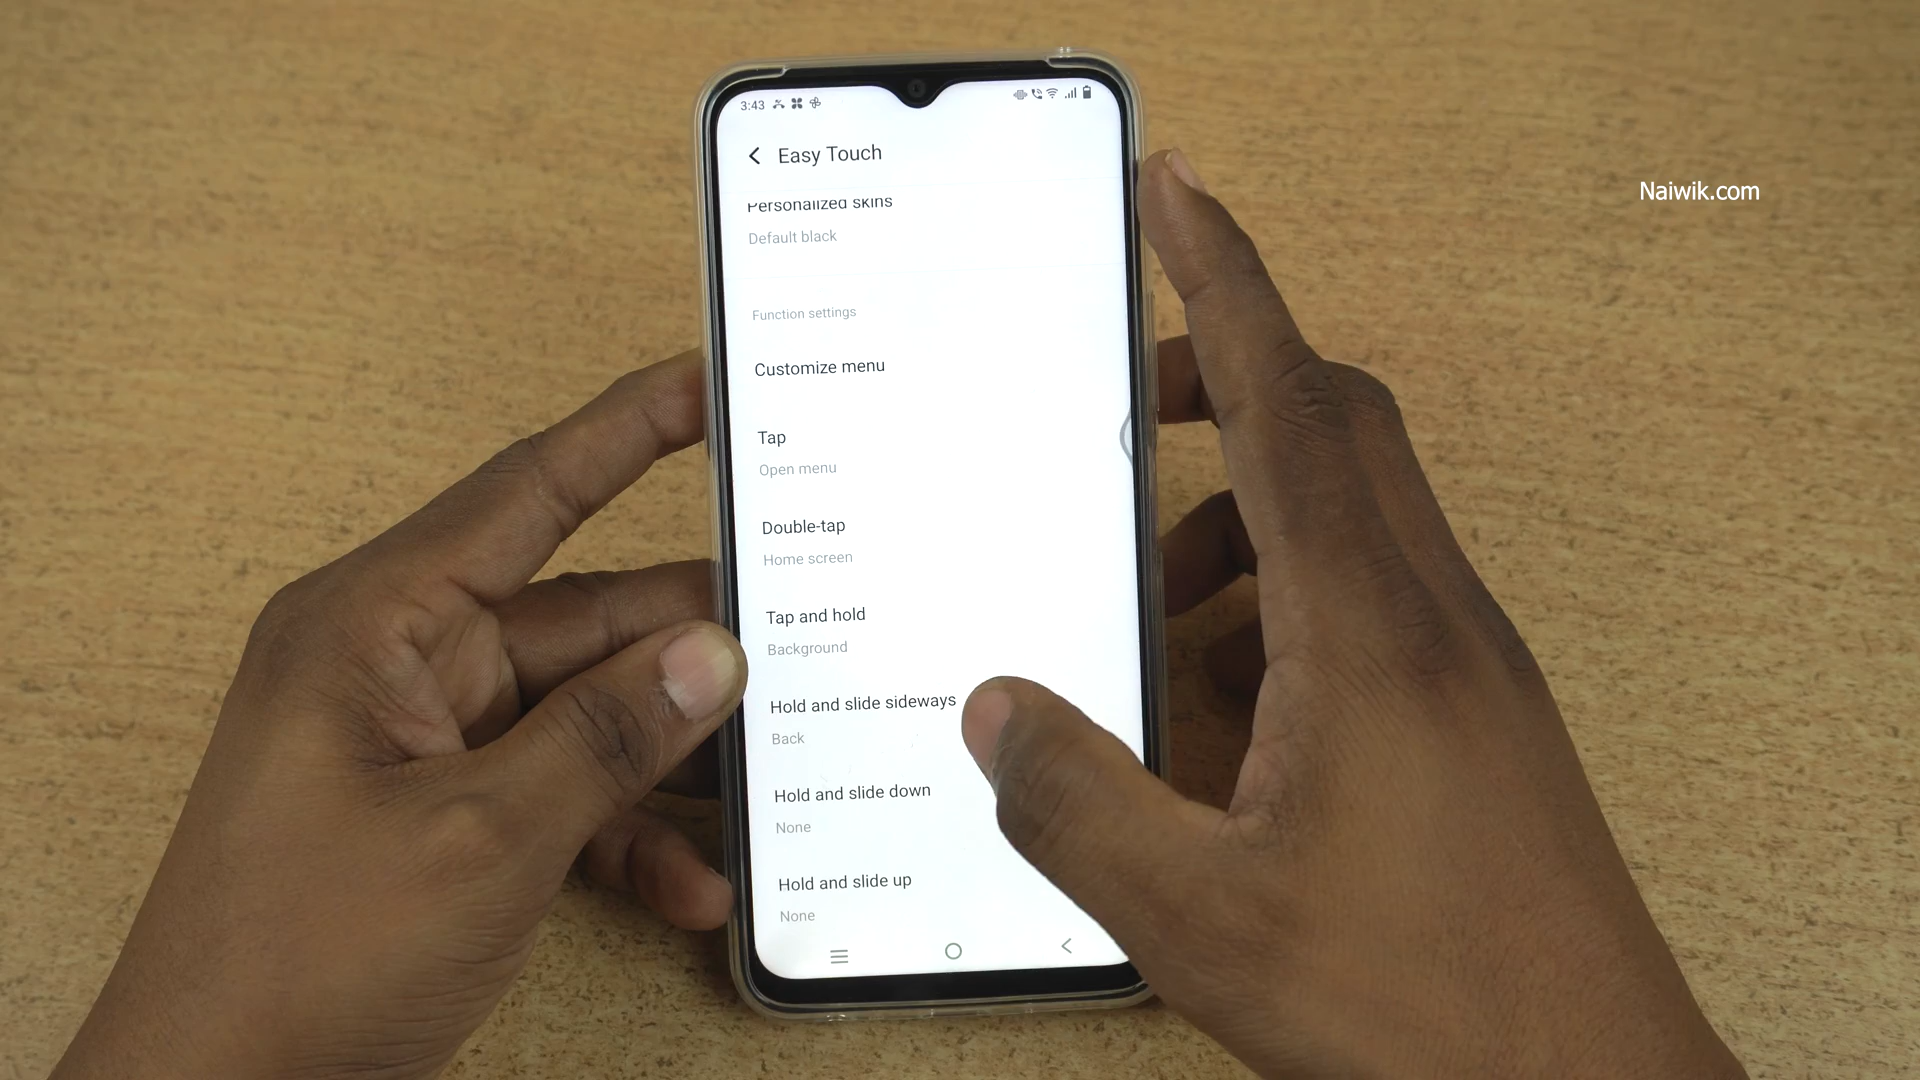 3:43
Easy Touch
Personalized skins
Default black
Function settings
Customize menu
Tap
Open menu
Double-tap
Home screen
Tap and hold
Background
Hold and slide sideways
Back
Hold and slide down
None
Hold and slide up
None
Naiwik.com